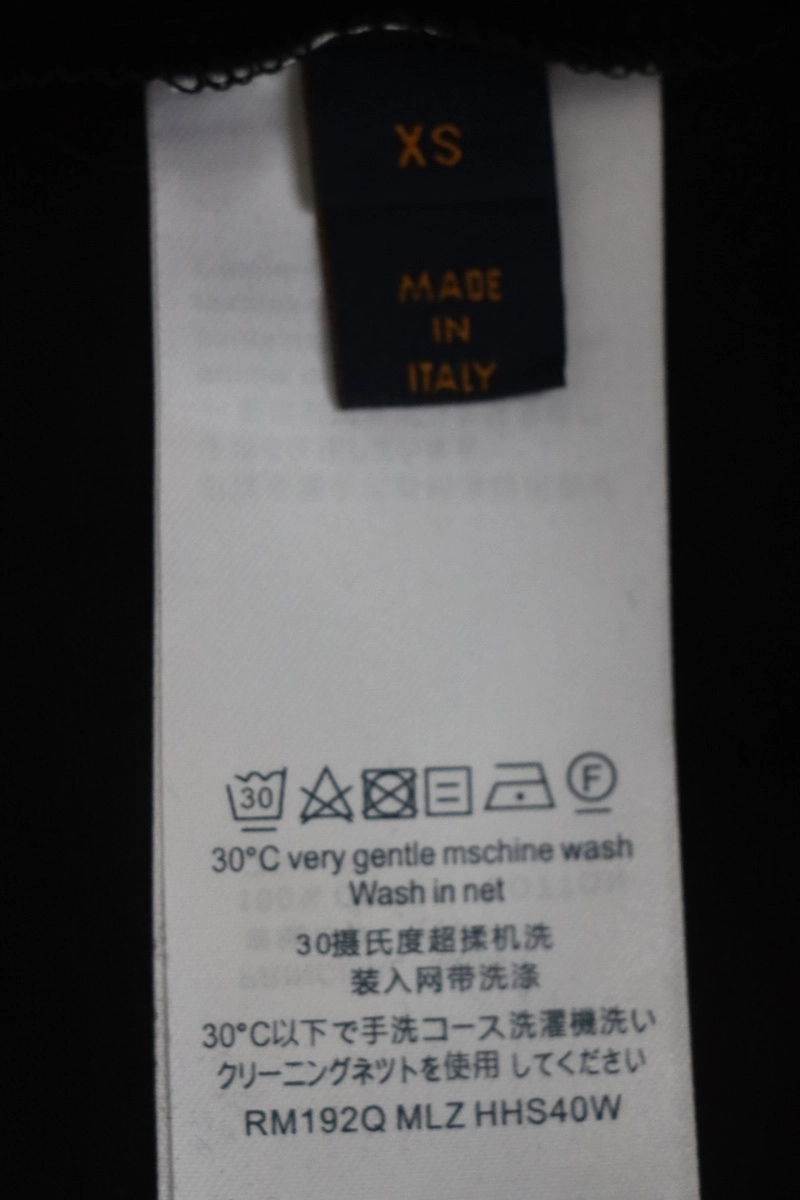 XS
MADE
IN
ITALY
30
F
30°C very gentle mschine wash
Wash in net
30摄氏度超揉机洗
装入网带洗涤
30°C以下で手洗コース洗濯機洗い
クリーニングネットを使用 してください
RM192Q MLZ HHS40W